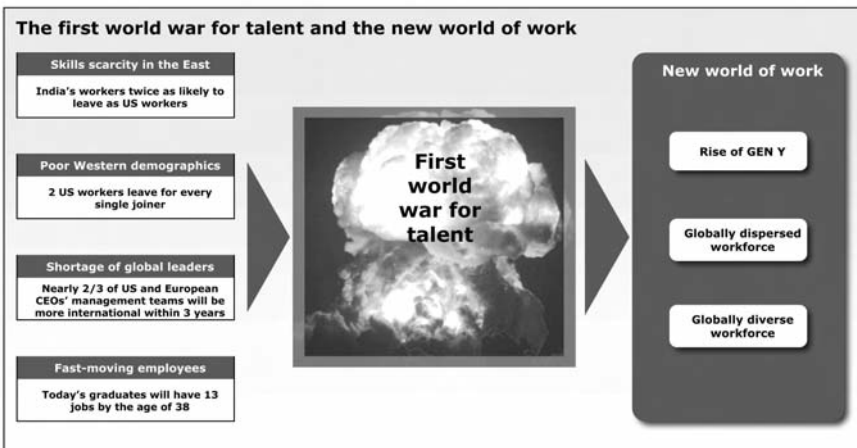 The first world war for talent and the new world of work
Skills scarcity in the East
India's workers twice as likely to
leave as US workers
Poor Western demographics
2 US workers leave for every
single joiner
Shortage of global leaders
Nearly 2/3 of US and European
CEOs' management teams will be
more international within 3 years
Fast-moving employees
Today's graduates will have 13
jobs by the age of 38
First
world
war for
talent
New world of work
Rise of GEN Y
Globally dispersed
workforce
Globally diverse
workforce